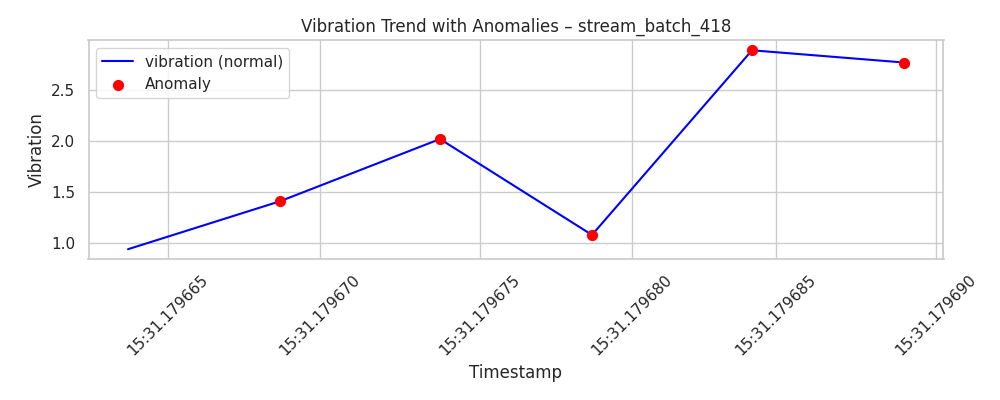 Vibration Trend with Anomalies – stream_batch_418
vibration (normal)
Anomaly
Vibration
2.5
2.0
1.5
1.0
15:31.179665
15:31.179670
15:31.179675
15:31.179680
15:31.179685
15:31.179690
Timestamp